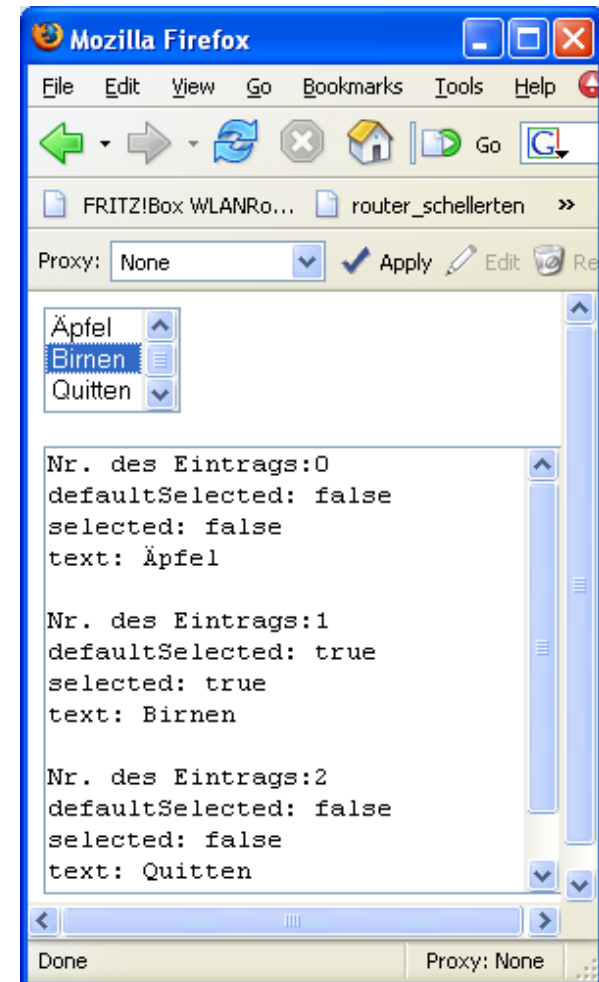 Mozilla Firefox
File Edit View Go Bookmarks Tools Help
Go G
FRITZ!Box WLANRo... router_schellerten »
Proxy: None Apply Edit Re
Äpfel
Birnen
Quitten
Nr. des Eintrags:0
defaultSelected: false
selected: false
text: Äpfel
Nr. des Eintrags:1
defaultSelected: true
selected: true
text: Birnen
Nr. des Eintrags:2
defaultSelected: false
selected: false
text: Quitten
Done Proxy: None